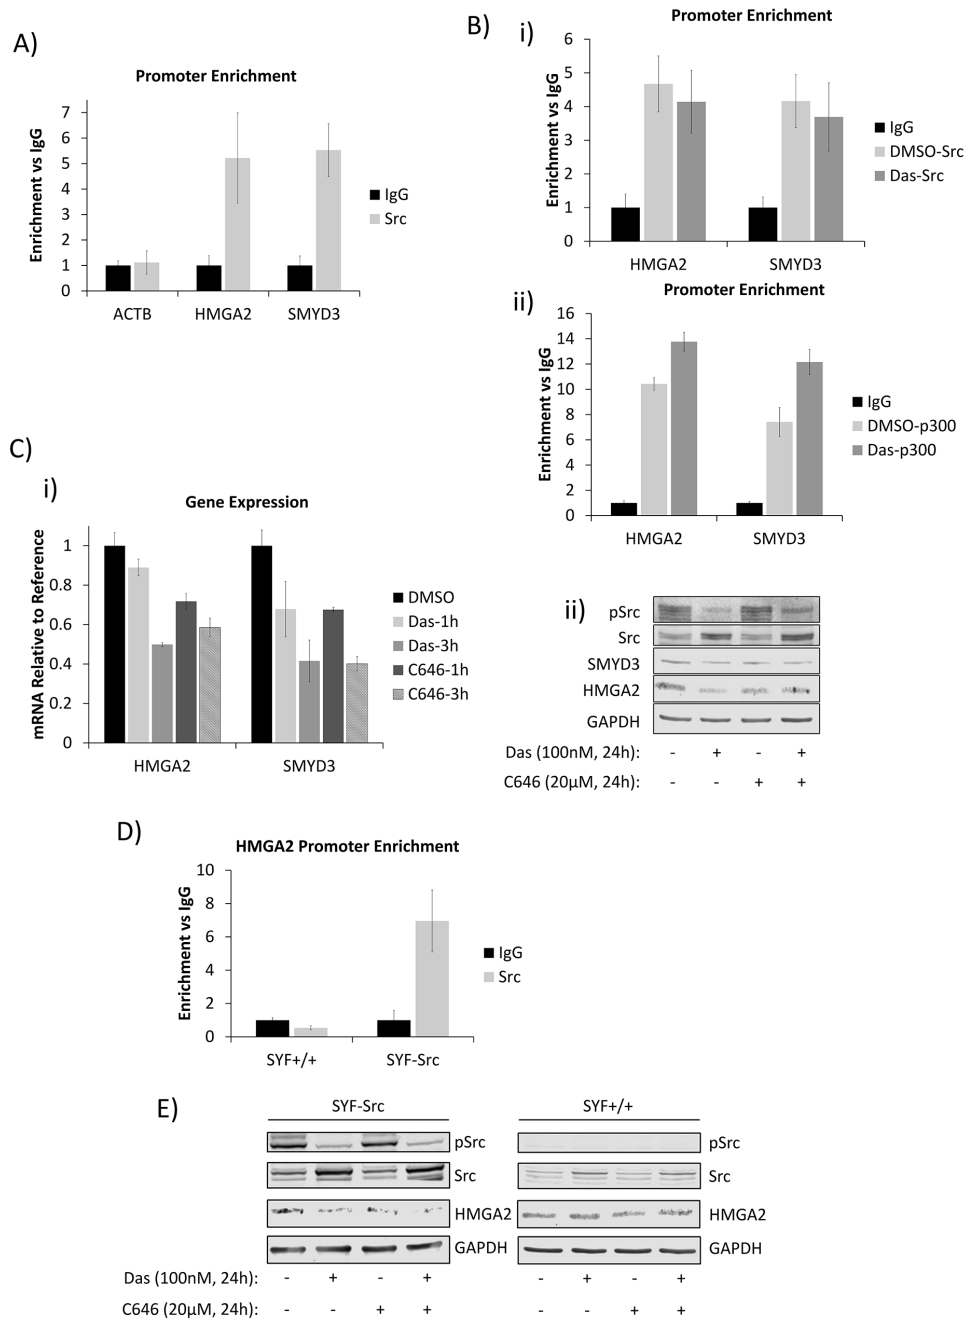 A)
Promoter Enrichment
Enrichment vs IgG
7
6
5
4
3
2
1
0
ACTB HMGA2 SMYD3
IgG
Src
B)
i)
Promoter Enrichment
Enrichment vs IgG
6
5
4
3
2
1
0
HMGA2 SMYD3
IgG
DMSO-Src
Das-Src
ii)
Promoter Enrichment
Enrichment vs IgG
16
14
12
10
8
6
4
2
0
HMGA2 SMYD3
IgG
DMSO-p300
Das-p300
C)
i)
Gene Expression
mRNA Relative to Reference
1
0.8
0.6
0.4
0.2
0
HMGA2 SMYD3
DMSO
Das-1h
Das-3h
C646-1h
C646-3h
ii)
pSrc
Src
SMYD3
HMGA2
GAPDH
Das (100nM, 24h): - + - +
C646 (20µM, 24h): - - + +
D)
HMGA2 Promoter Enrichment
Enrichment vs IgG
10
8
6
4
2
0
SYF+/+ SYF-Src
IgG
Src
E)
SYF-Src SYF+/+
pSrc pSrc
Src Src
HMGA2 HMGA2
GAPDH GAPDH
Das (100nM, 24h): - + - + - + - +
C646 (20µM, 24h): - - + + - - + +